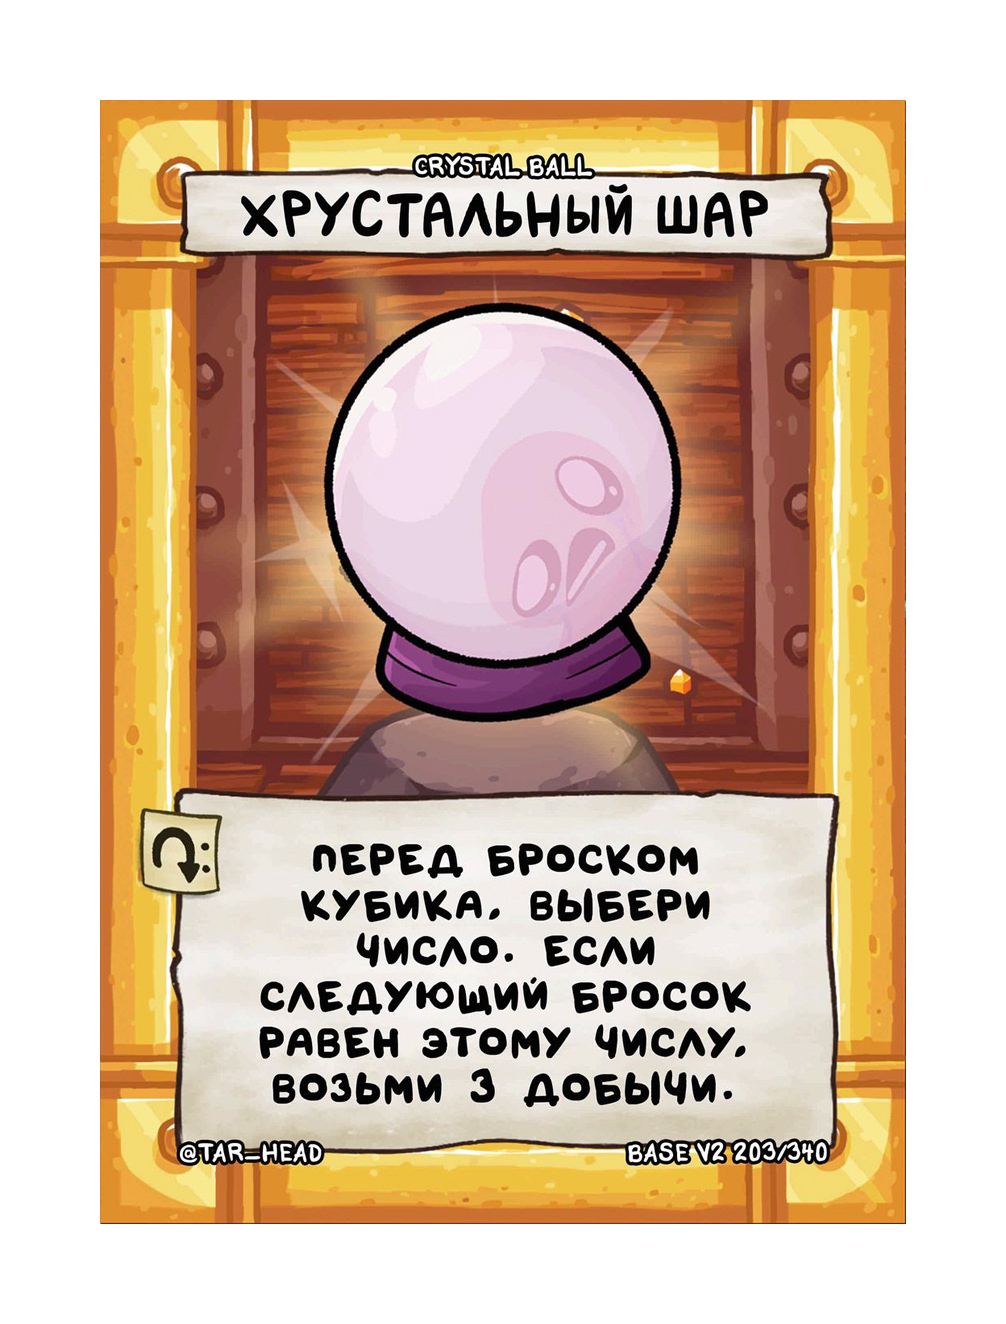 CRYSTAL BALL
ХРУСТАЛЬНЫЙ ШАР
ПЕРЕД БРОСКОМ
КУБИКА, ВЫБЕРИ
ЧИСЛО. ЕСЛИ
СЛЕДУЮЩИЙ БРОСОК
РАВЕН ЭТОМУ ЧИСЛУ,
ВОЗЬМИ 3 ДОБЫЧИ.
@TAR_HEAD
BASE V2 203/340